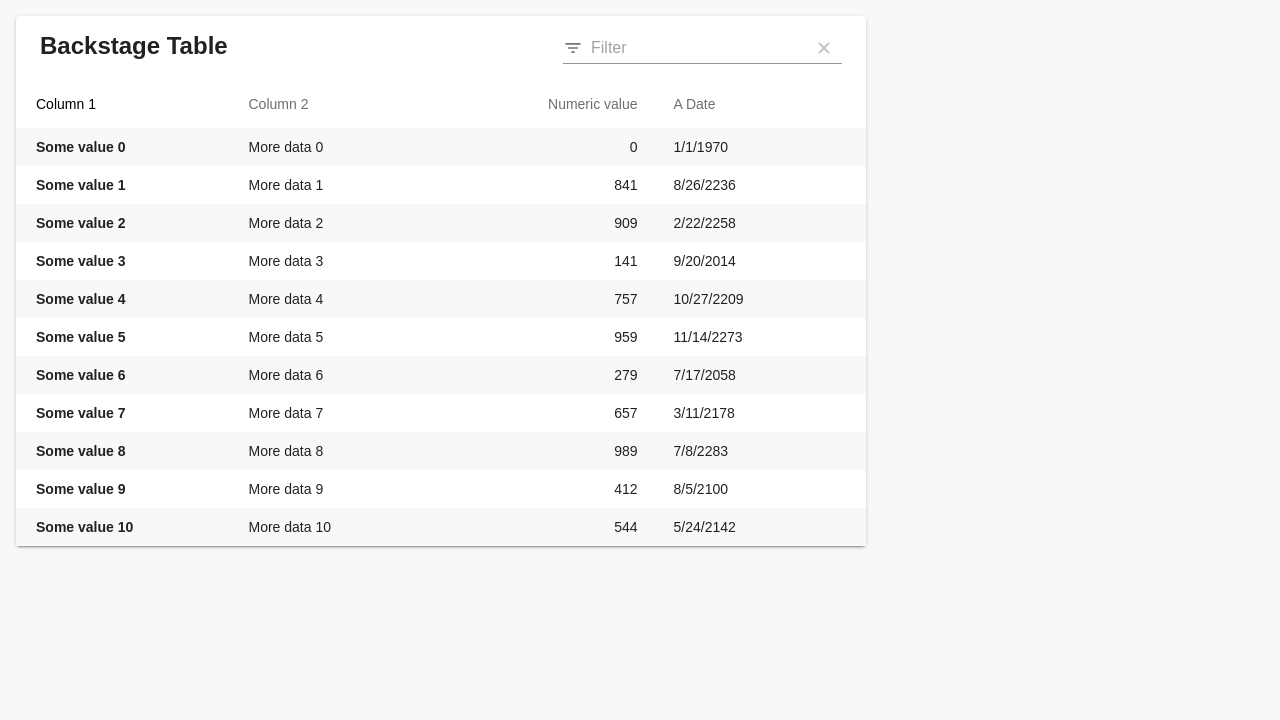 Backstage Table
Filter
Column 1 Column 2 Numeric value A Date
Some value 0 More data 0 0 1/1/1970
Some value 1 More data 1 841 8/26/2236
Some value 2 More data 2 909 2/22/2258
Some value 3 More data 3 141 9/20/2014
Some value 4 More data 4 757 10/27/2209
Some value 5 More data 5 959 11/14/2273
Some value 6 More data 6 279 7/17/2058
Some value 7 More data 7 657 3/11/2178
Some value 8 More data 8 989 7/8/2283
Some value 9 More data 9 412 8/5/2100
Some value 10 More data 10 544 5/24/2142